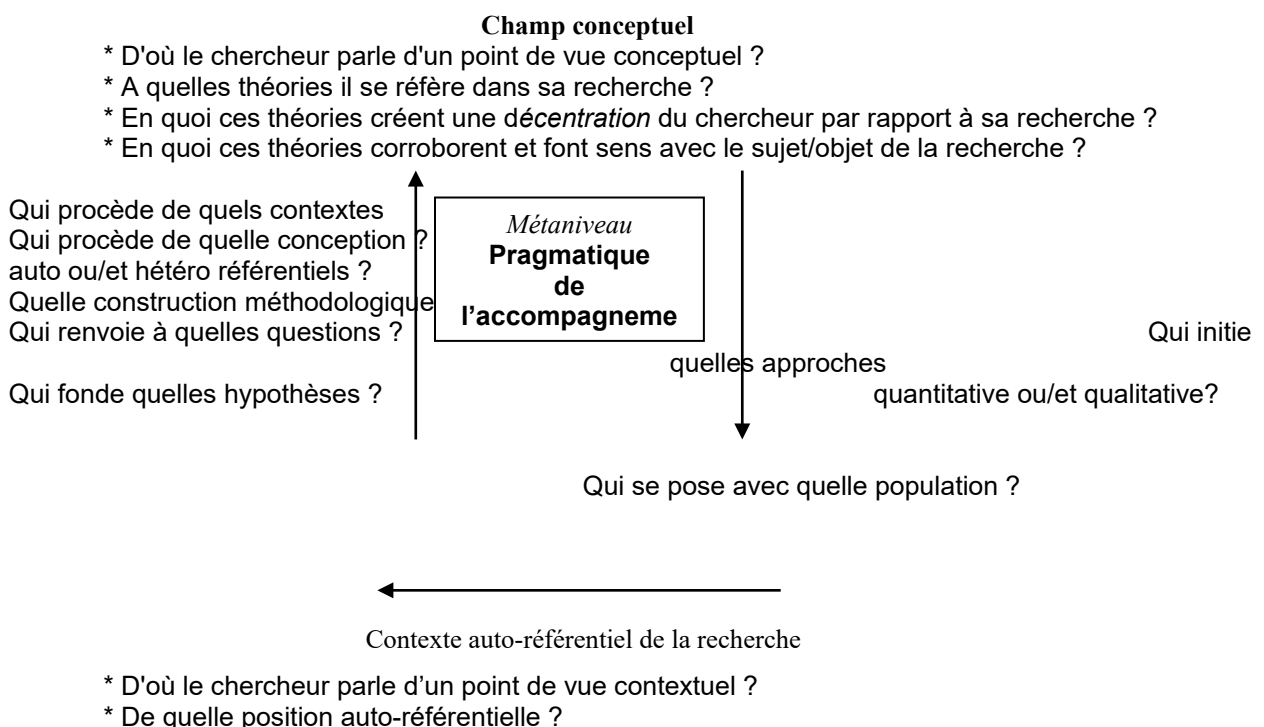 Champ conceptuel
* D'où le chercheur parle d'un point de vue conceptuel ?
* A quelles théories il se réfère dans sa recherche ?
* En quoi ces théories créent une décentration du chercheur par rapport à sa recherche ?
* En quoi ces théories corroborent et font sens avec le sujet/objet de la recherche ?
Qui procède de quels contextes
Qui procède de quelle conception ?
auto ou/et hétéro référentiels ?
Quelle construction méthodologique
Qui renvoie à quelles questions ?
Qui fonde quelles hypothèses ?
Métaniveau
Pragmatique
de
l’accompagneme
Qui initie
quelles approches
quantitative ou/et qualitative?
Qui se pose avec quelle population ?
Contexte auto-référentiel de la recherche
* D'où le chercheur parle d’un point de vue contextuel ?
* De quelle position auto-référentielle ?